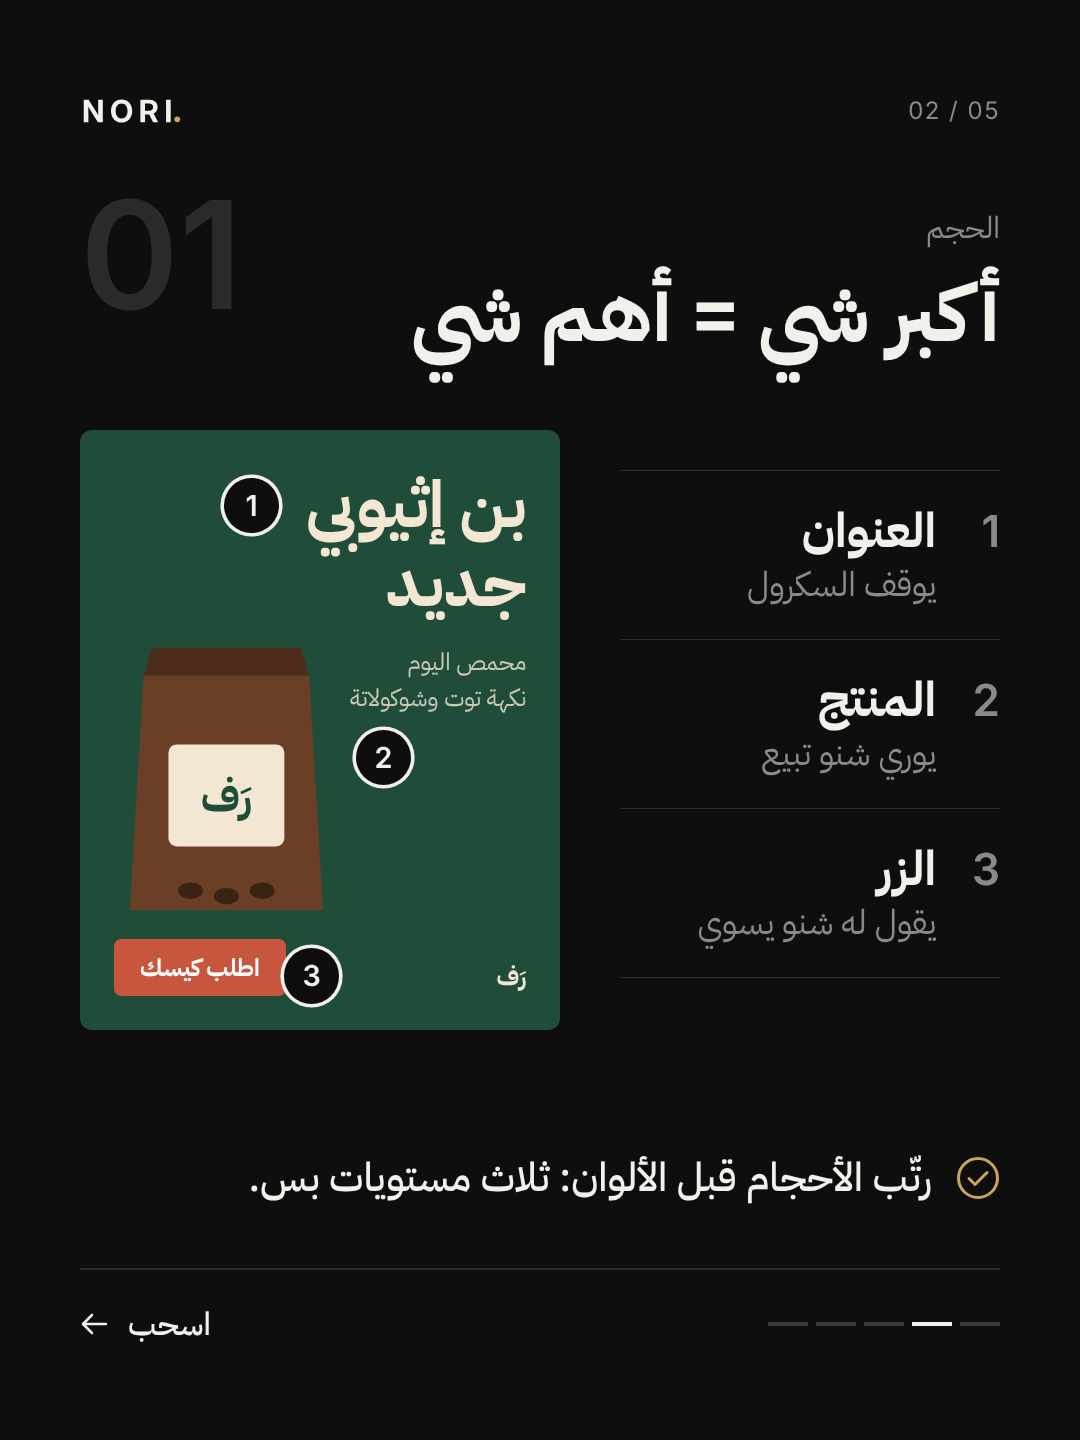 NORI.
02 / 05
01
الحجم
أكبر شي = أهم شي
1
العنوان
يوقف السكرول
2
المنتج
يوري شنو تبيع
3
الزر
يقول له شنو يسوي
بن إثيوبي
جديد
1
محمص اليوم
نكهة توت وشوكولاتة
2
رَف
اطلب كيسك
3
رَف
رتّب الأحجام قبل الألوان: ثلاث مستويات بس.
اسحب ←